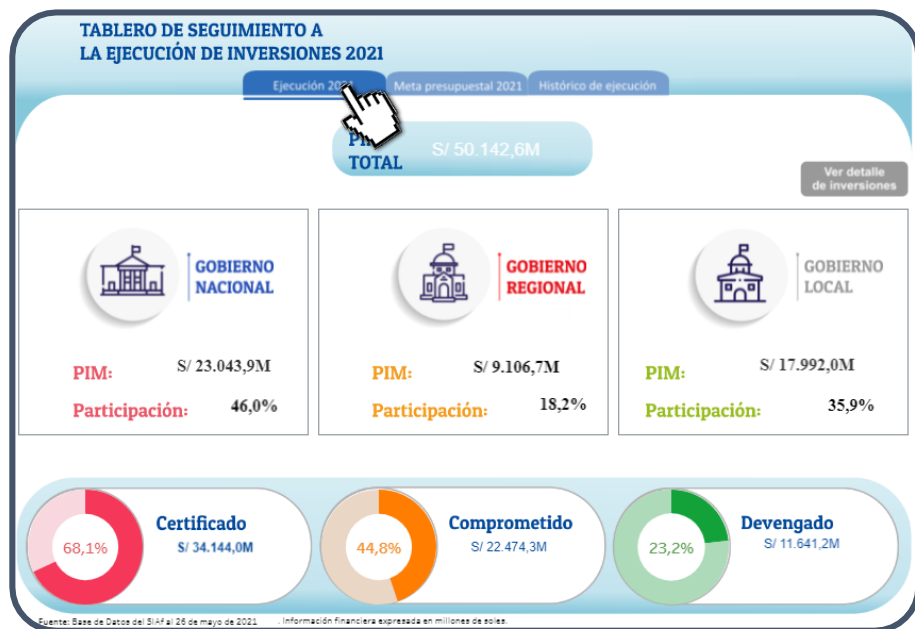 TABLERO DE SEGUIMIENTO A
LA EJECUCIÓN DE INVERSIONES 2021
Ejecución
Meta presupuestal 2021
Histórico de ejecución
TOTAL
S/ 50.142,6M
Ver detalle
de inversiones
GOBIERNO
NACIONAL
PIM: S/ 23.043,9M
Participación: 46,0%
GOBIERNO
REGIONAL
PIM: S/ 9.106,7M
Participación: 18,2%
GOBIERNO
LOCAL
PIM: S/ 17.992,0M
Participación: 35,9%
68,1%
Certificado
S/ 34.144,0M
44,8%
Comprometido
S/ 22.474,3M
23,2%
Devengado
S/ 11.641,2M
Fuente: Base de Datos del SIAf al 26 de mayo de 2021 . Información financiera expresada en millones de soles.